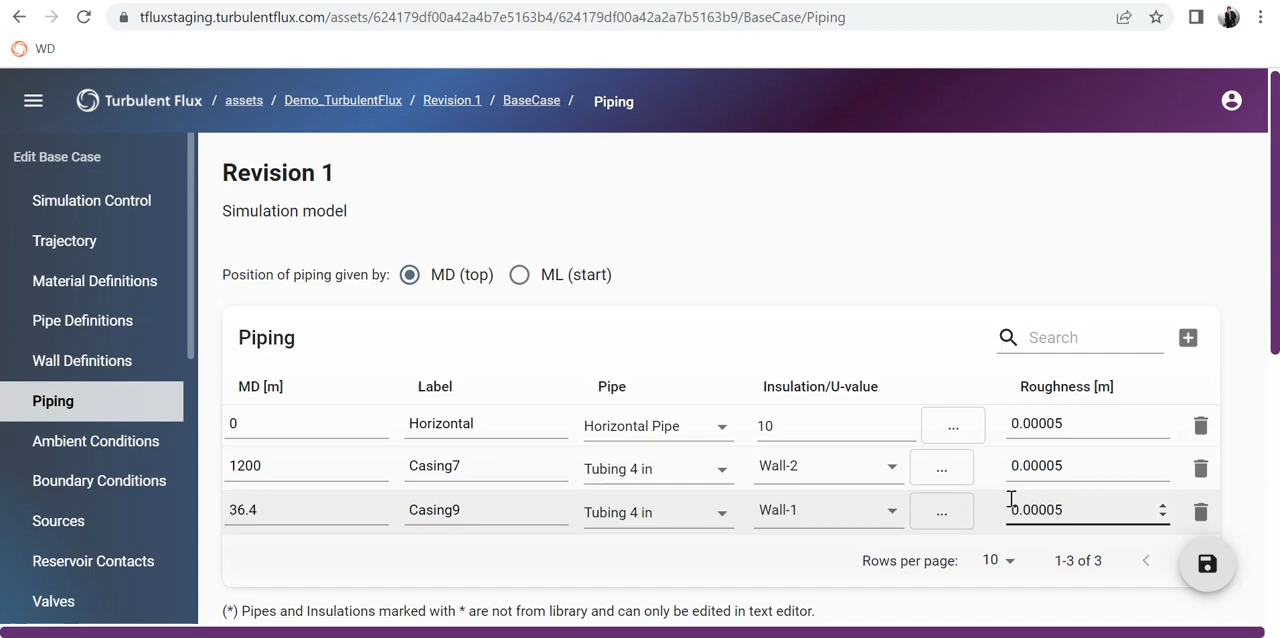 tfluxstaging.turbulentflux.com/assets/624179df00a42a4b7e5163b4/624179df00a42a2a7b5163b9/BaseCase/Piping
WD
Turbulent Flux / assets / Demo_TurbulentFlux / Revision 1 / BaseCase / Piping
Edit Base Case
Simulation Control
Trajectory
Material Definitions
Pipe Definitions
Wall Definitions
Piping
Ambient Conditions
Boundary Conditions
Sources
Reservoir Contacts
Valves
Revision 1
Simulation model
Position of piping given by: MD (top) ML (start)
Piping Search
MD [m] Label Pipe Insulation/U-value Roughness [m]
0 Horizontal Horizontal Pipe 10 ... 0.00005
1200 Casing7 Tubing 4 in Wall-2 ... 0.00005
36.4 Casing9 Tubing 4 in Wall-1 ... 0.00005
Rows per page: 10 1-3 of 3
(*) Pipes and Insulations marked with * are not from library and can only be edited in text editor.